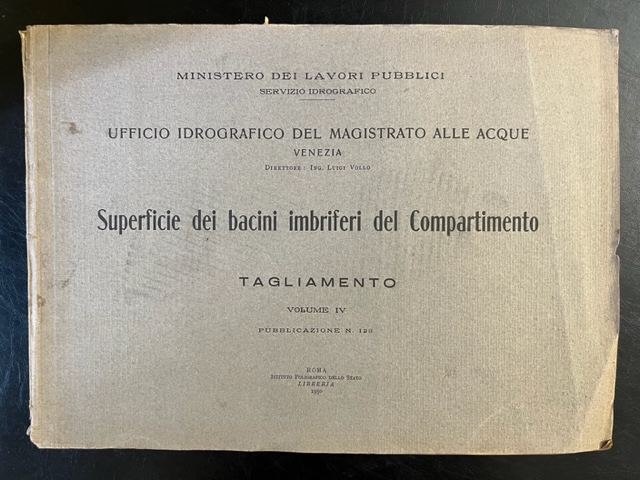 MINISTERO DEI LAVORI PUBBLICI
SERVIZIO IDROGRAFICO
UFFICIO IDROGRAFICO DEL MAGISTRATO ALLE ACQUE
VENEZIA
DIRETTORE: ING. LUIGI VOLLO
Superficie dei bacini imbriferi del Compartimento
TAGLIAMENTO
VOLUME IV
PUBBLICAZIONE N.
ROMA
ISTITUTO POLIGRAFICO DELLO STATO
LIBRERIA